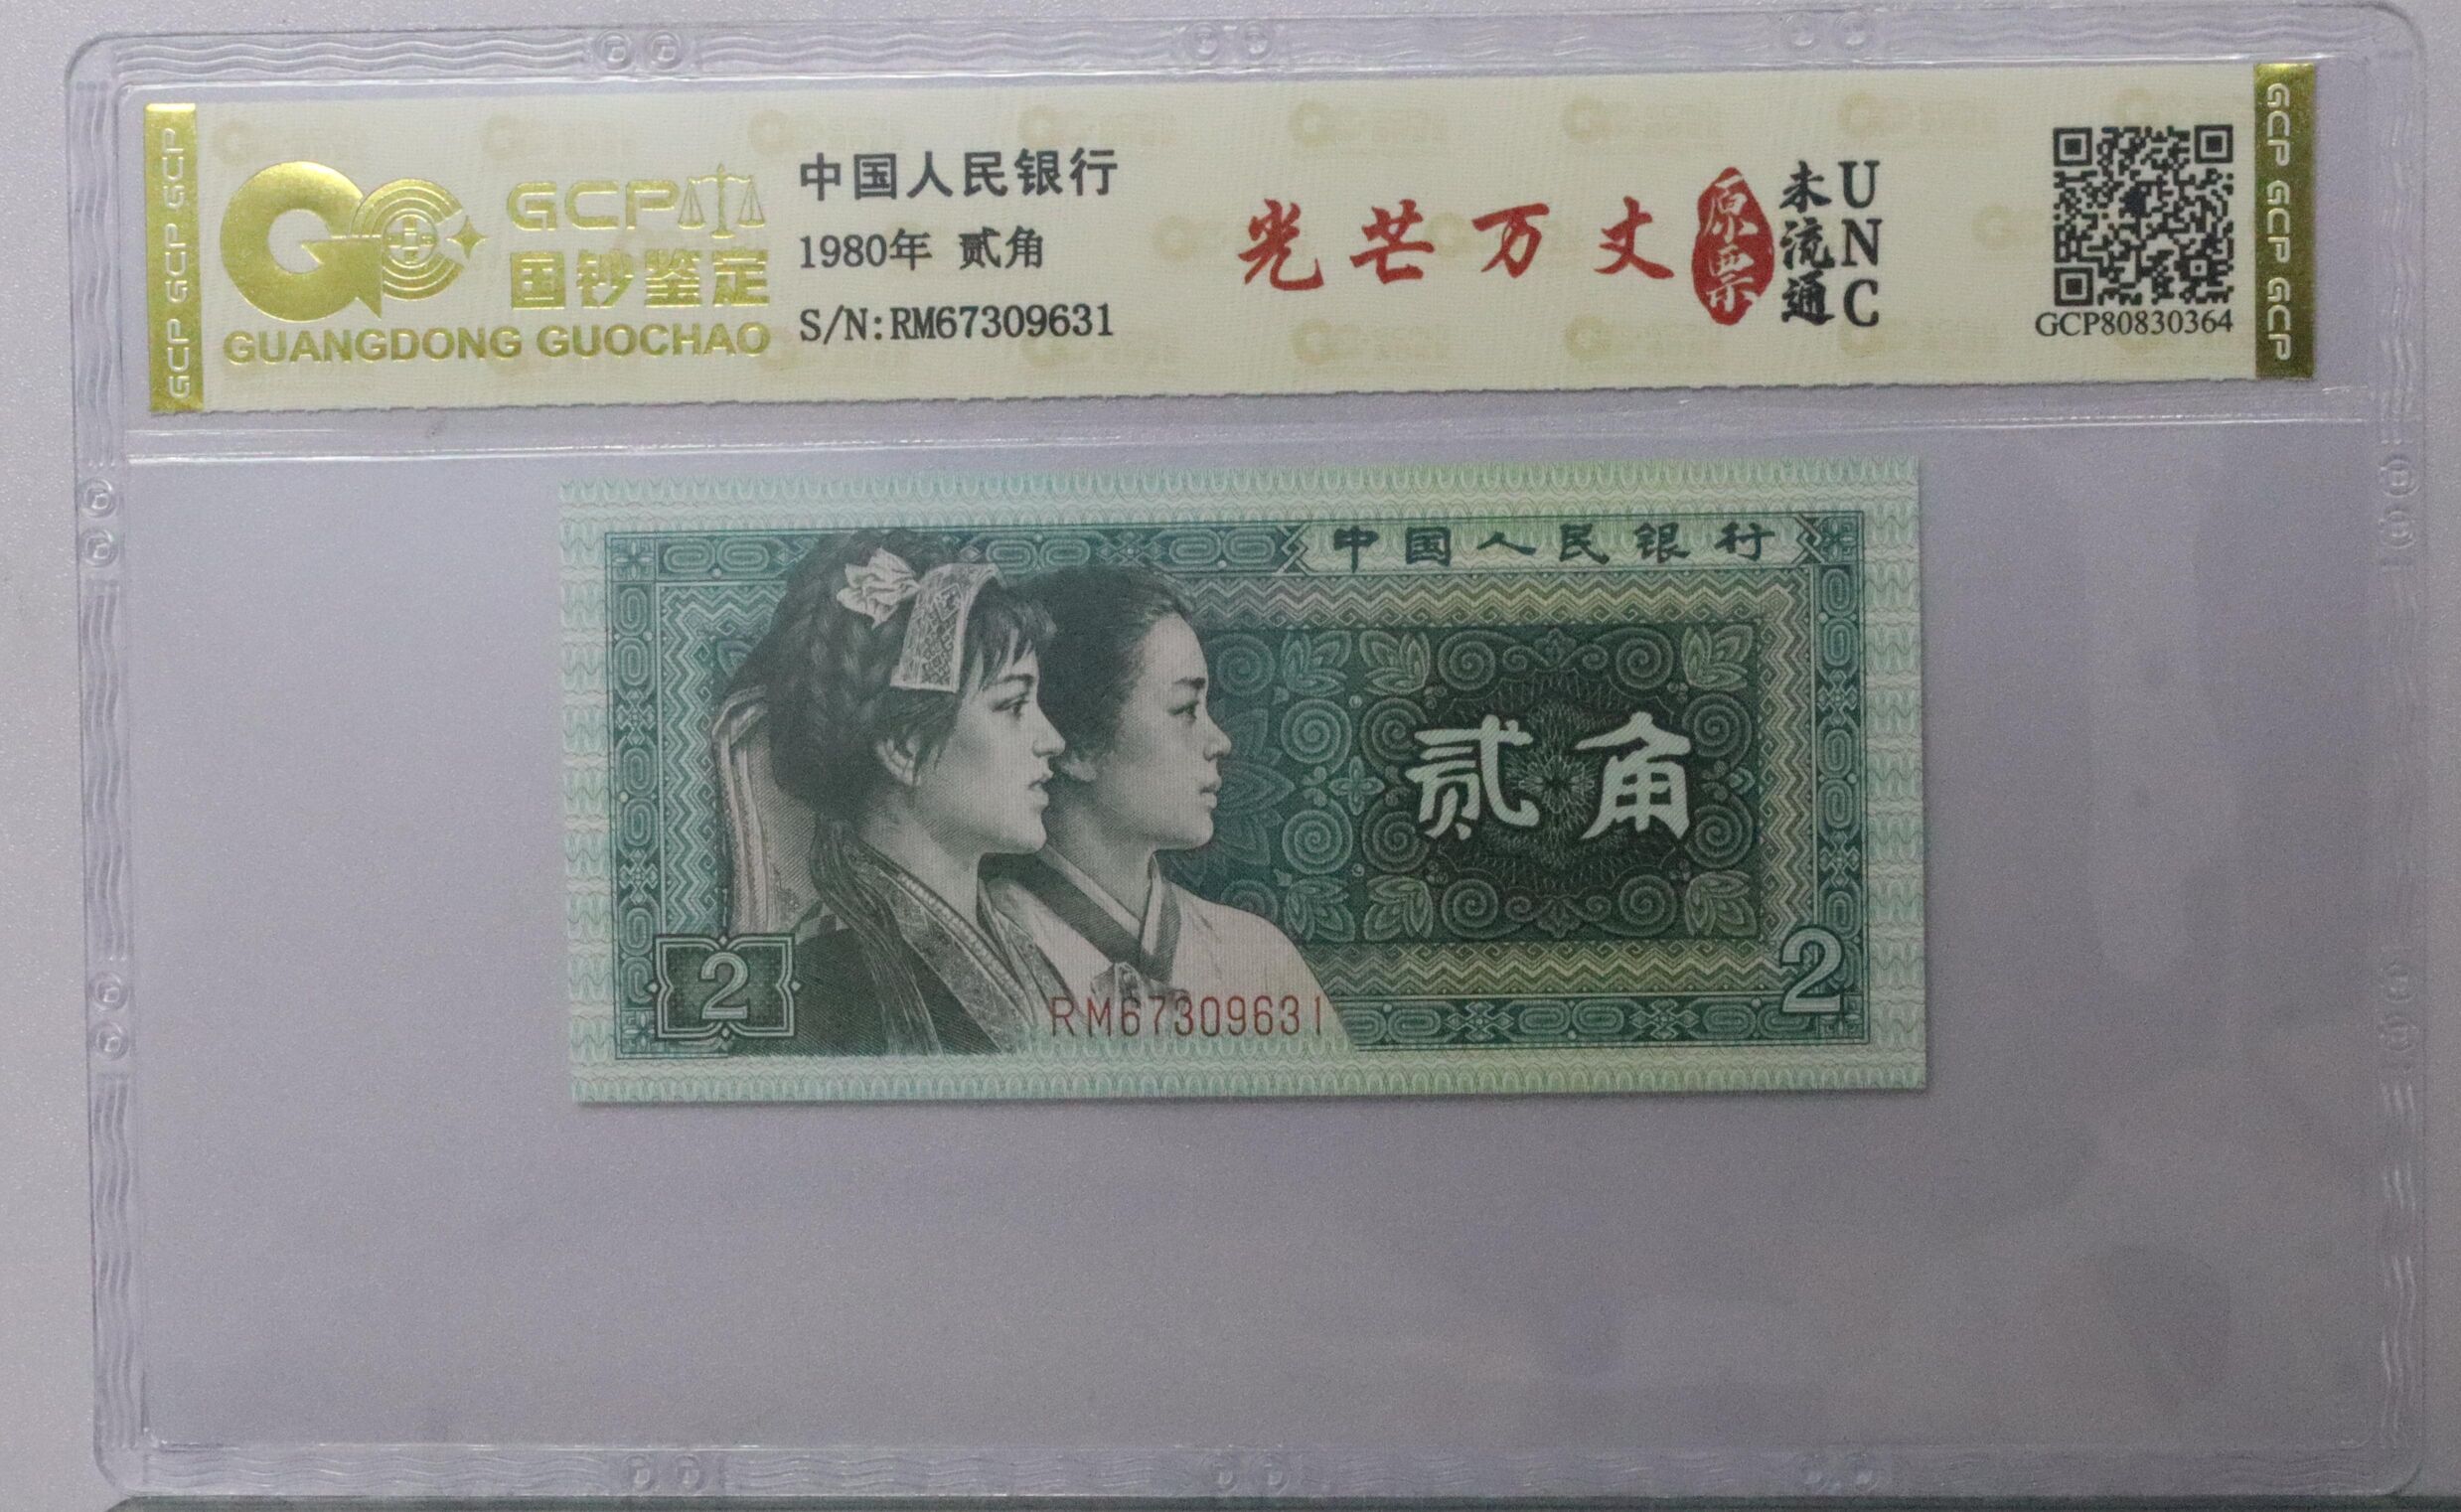 GCP GCP GCP
GCP
国钞鉴定
GUANGDONG GUOCHAO
中国人民银行
1980年 贰角
S/N:RM67309631
光芒万丈
原票
未流通
UNC
GCP80830364
GCP GCP GCP
中国人民银行
贰角
2
2
RM67309631